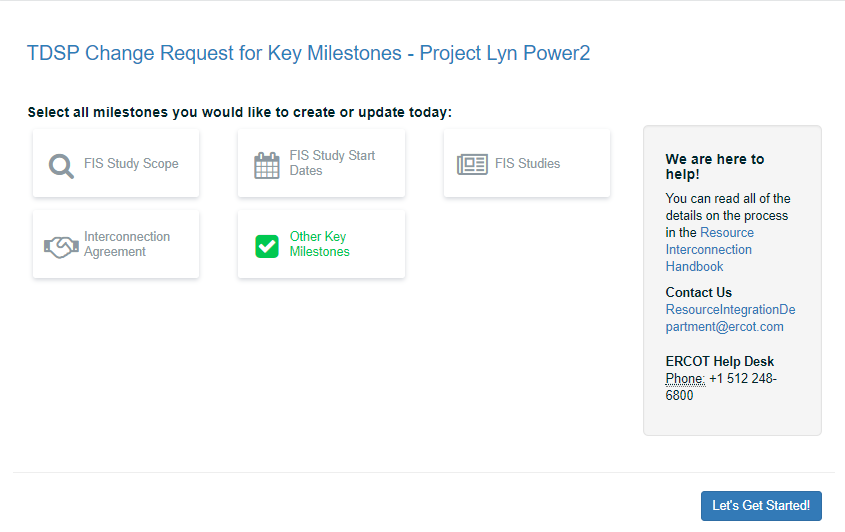 TDSP Change Request for Key Milestones - Project Lyn Power2
Select all milestones you would like to create or update today:
FIS Study Scope
FIS Study Start
Dates
FIS Studies
Interconnection
Agreement
Other Key
Milestones
We are here to
help!
You can read all of the
details on the process
in the Resource
Interconnection
Handbook
Contact Us
ResourceIntegrationDe
partment@ercot.com
ERCOT Help Desk
Phone: +1 512 248-
6800
Let's Get Started!